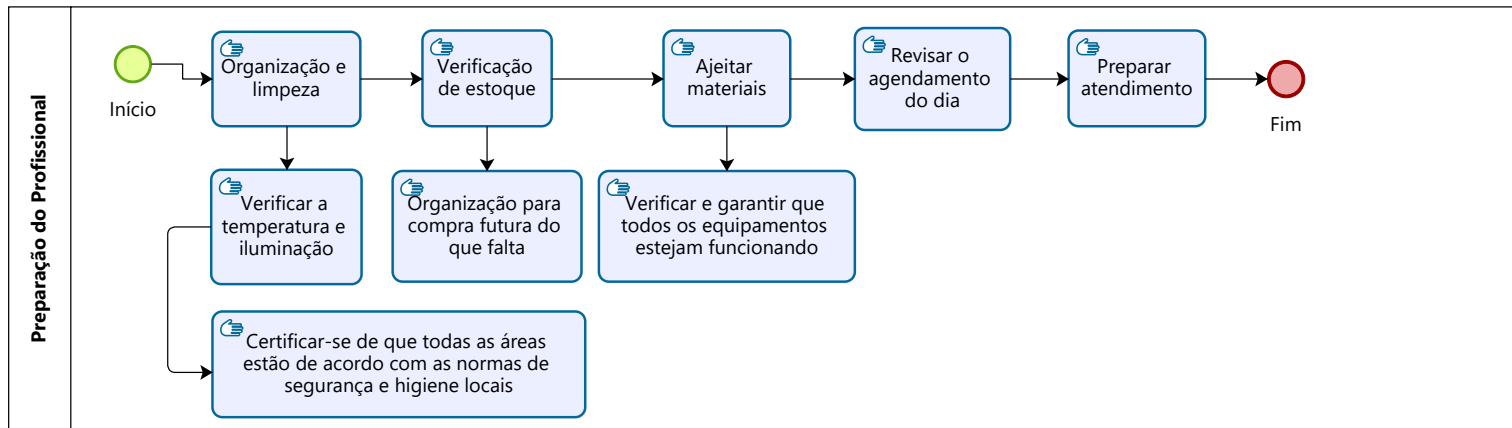 Preparação do Profissional
Início
Organização e
limpeza
Verificação
de estoque
Ajeitar
materiais
Revisar o
agendamento
do dia
Preparar
atendimento
Fim
Verificar a
temperatura e
iluminação
Organização para
compra futura do
que falta
Verificar e garantir que
todos os equipamentos
estejam funcionando
Certificar-se de que todas as áreas
estão de acordo com as normas de
segurança e higiene locais